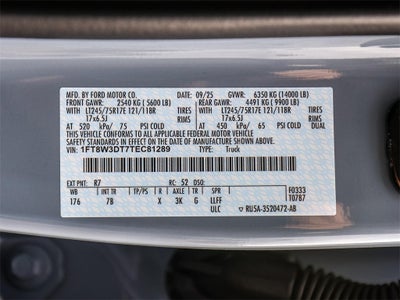 MFD. BY FORD MOTOR CO.
09/25 GVWR: 6350 KG (14000 LB)
FRONT GAWR: 2540 KG ( 5600 LB)
REAR GAWR: 4491 KG ( 9900 LB)
LT245/75R17E 121/118R TIRES
LT245/75R17E 121/118R TIRES
17x6.5J RIMS
17x6.5J RIMS
AT 520 kPa/ 75 PSI COLD
AT 450 kPa/ 65 PSI COLD
THIS VEHICLE CONFORMS TO ALL APPLICABLE FEDERAL MOTOR VEHICLE
SAFETY STANDARDS IN EFFECT ON THE DATE OF MANUFACTURE SHOWN ABOVE.
VIN: 1FT8W3DT7TEC81289 TYPE: Truck
EXT PNT: R7 RC: 52 DSO:
WB INT TR TP/PS R AXLE TR SPR
176 7B X 3K G LLFF
ULC
F0333
T0787
RU5A-3520472-AB